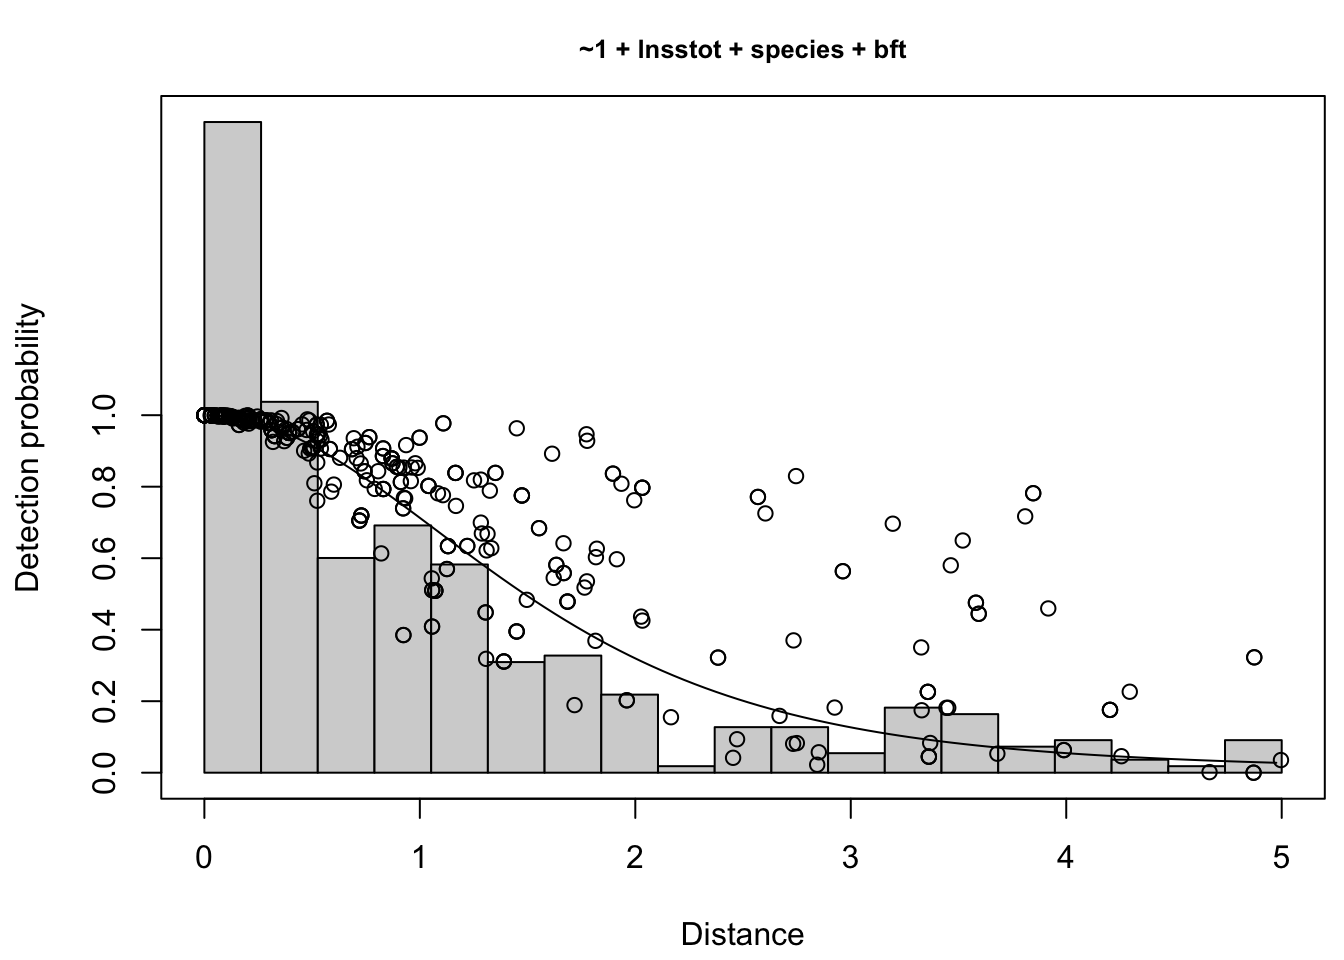 ~1 + lnsstot + species + bft
Detection probability
1.0
0.8
0.6
0.4
0.2
0.0
0 1 2 3 4 5
Distance